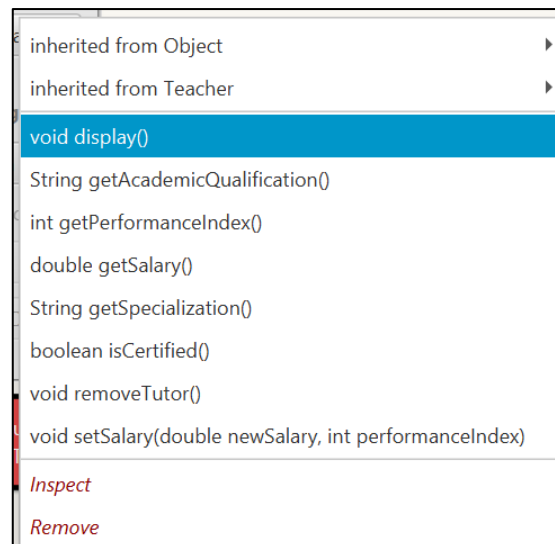 inherited from Object
inherited from Teacher
void display()
String getAcademicQualification()
int getPerformanceIndex()
double getSalary()
String getSpecialization()
boolean isCertified()
void removeTutor()
void setSalary(double newSalary, int performanceIndex)
Inspect
Remove